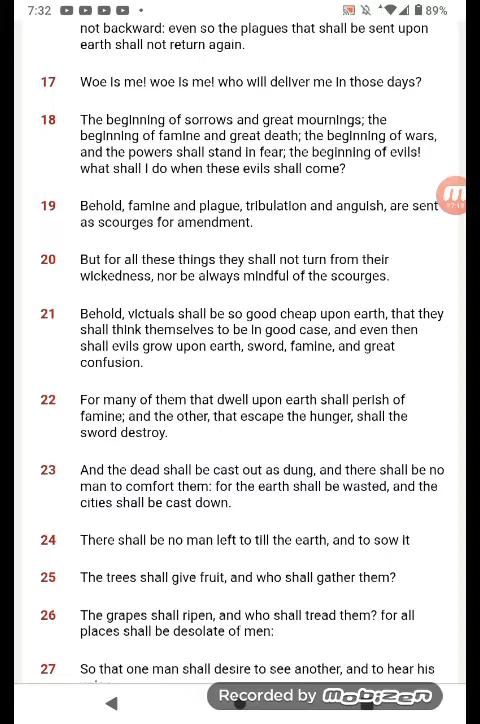 7:32
89%
not backward: even so the plagues that shall be sent upon
earth shall not return again.
17 Woe is me! woe is me! who will deliver me in those days?
18 The beginning of sorrows and great mournings; the
beginning of famine and great death; the beginning of wars,
and the powers shall stand in fear; the beginning of evils!
what shall I do when these evils shall come?
19 Behold, famine and plague, tribulation and anguish, are sent
as scourges for amendment.
20 But for all these things they shall not turn from their
wickedness, nor be always mindful of the scourges.
21 Behold, victuals shall be so good cheap upon earth, that they
shall think themselves to be in good case, and even then
shall evils grow upon earth, sword, famine, and great
confusion.
22 For many of them that dwell upon earth shall perish of
famine; and the other, that escape the hunger, shall the
sword destroy.
23 And the dead shall be cast out as dung, and there shall be no
man to comfort them: for the earth shall be wasted, and the
cities shall be cast down.
24 There shall be no man left to till the earth, and to sow it
25 The trees shall give fruit, and who shall gather them?
26 The grapes shall ripen, and who shall tread them? for all
places shall be desolate of men:
27 So that one man shall desire to see another, and to hear his
Recorded by mobizen